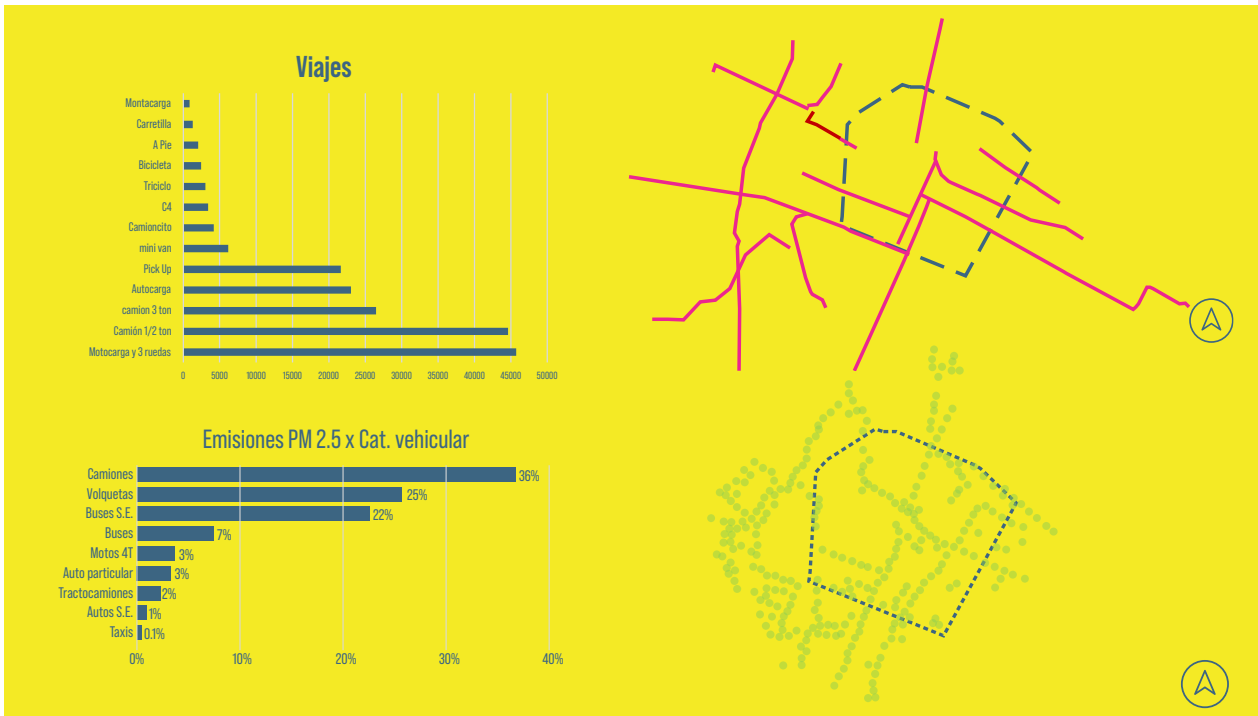 Viajes
Montacarga
Carretilla
A Pie
Bicicleta
Triciclo
C4
Camioncito
mini van
Pick Up
Autocarga
camion 3 ton
Camión 1/2 ton
Motocarga y 3 ruedas
0 5000 10000 15000 20000 25000 30000 35000 40000 45000 50000
Emisiones PM 2.5 x Cat. vehicular
Camiones 36%
Volquetas 25%
Buses S.E. 22%
Buses 7%
Motos 4T 3%
Auto particular 3%
Tractocamiones 2%
Autos S.E. 1%
Taxis 0.1%
0% 10% 20% 30% 40%